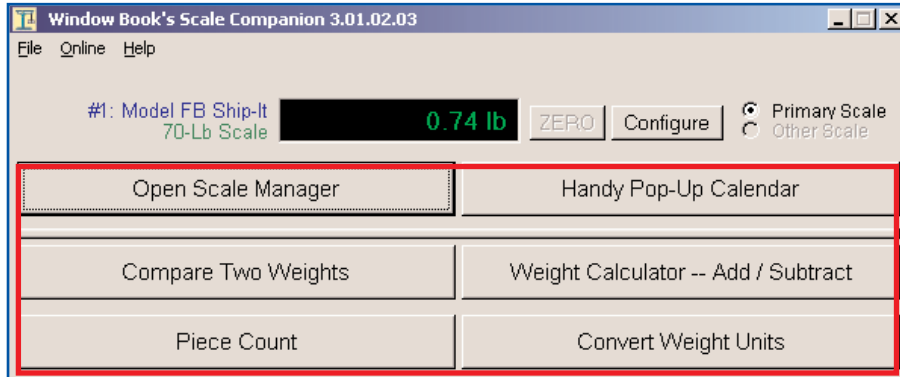 Window Book's Scale Companion 3.01.02.03
File Online Help
#1: Model FB Ship-It
70-Lb Scale
0.74 lb
ZERO
Configure
Primary Scale
Other Scale
Open Scale Manager
Handy Pop-Up Calendar
Compare Two Weights
Weight Calculator -- Add / Subtract
Piece Count
Convert Weight Units